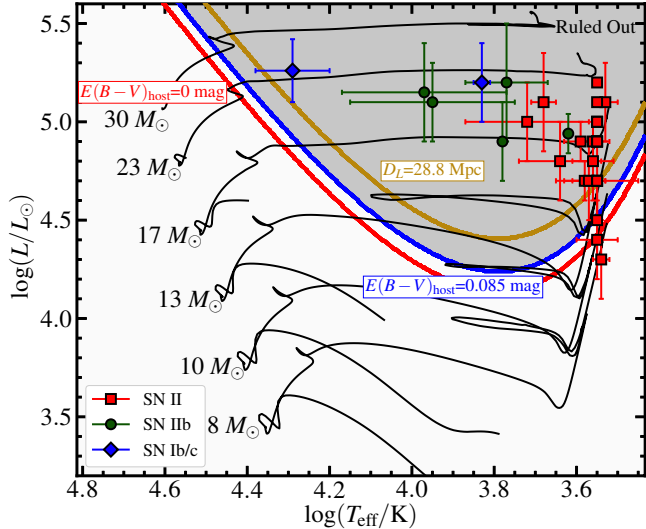 Ruled Out
E(B − V)host=0 mag
30 M⊙
23 M⊙
D_L=28.8 Mpc
17 M⊙
E(B − V)host=0.085 mag
13 M⊙
10 M⊙
8 M⊙
SN II
SN IIb
SN Ib/c
log(L/L⊙)
5.5
5.0
4.5
4.0
3.5
4.8
4.6
4.4
4.2
4.0
3.8
3.6
log(Teff/K)